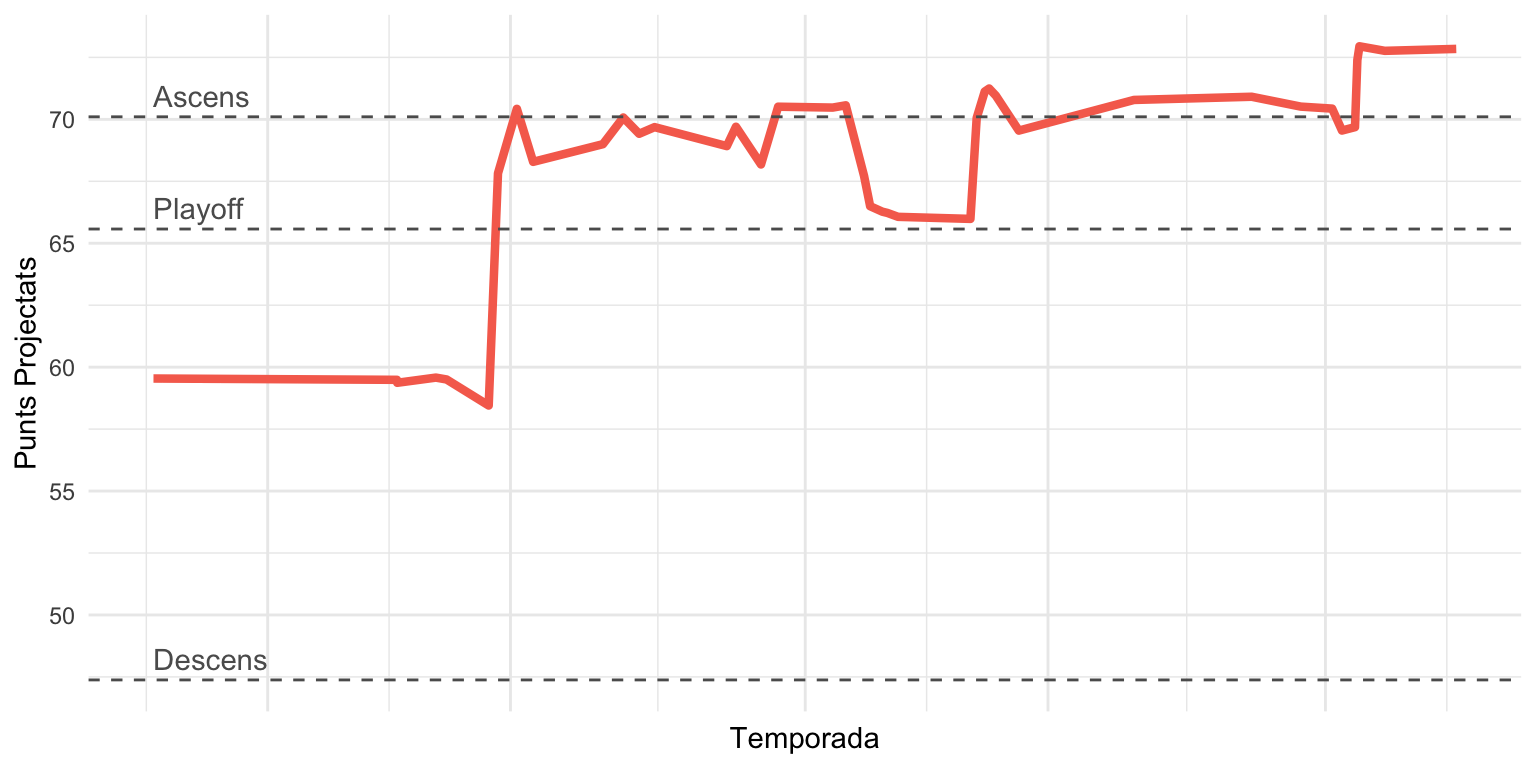 Ascens
70
Playoff
65
60
55
50
Descens
Punts Projectats
Temporada